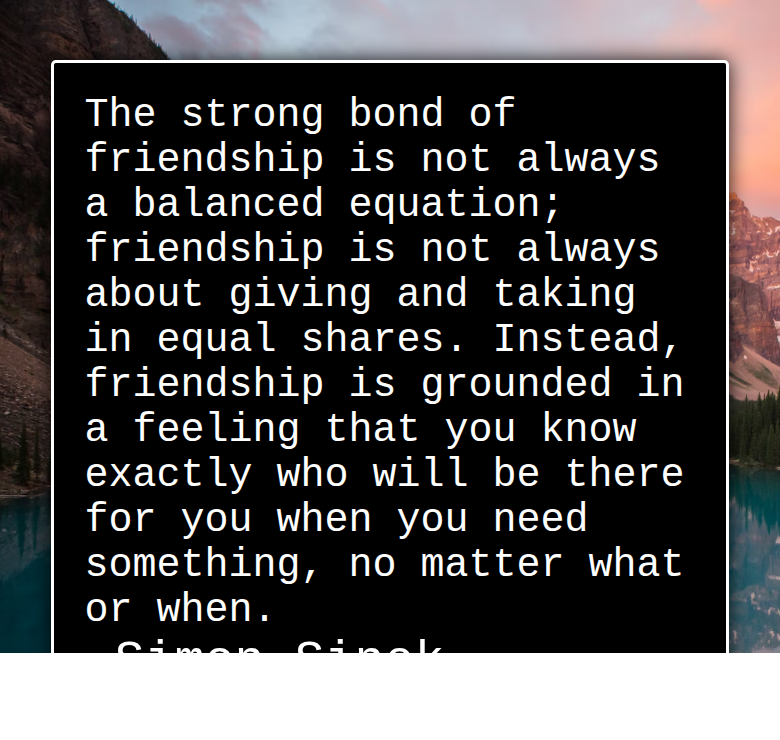 The strong bond of
friendship is not always
a balanced equation;
friendship is not always
about giving and taking
in equal shares. Instead,
friendship is grounded in
a feeling that you know
exactly who will be there
for you when you need
something, no matter what
or when.
Simon Sinek